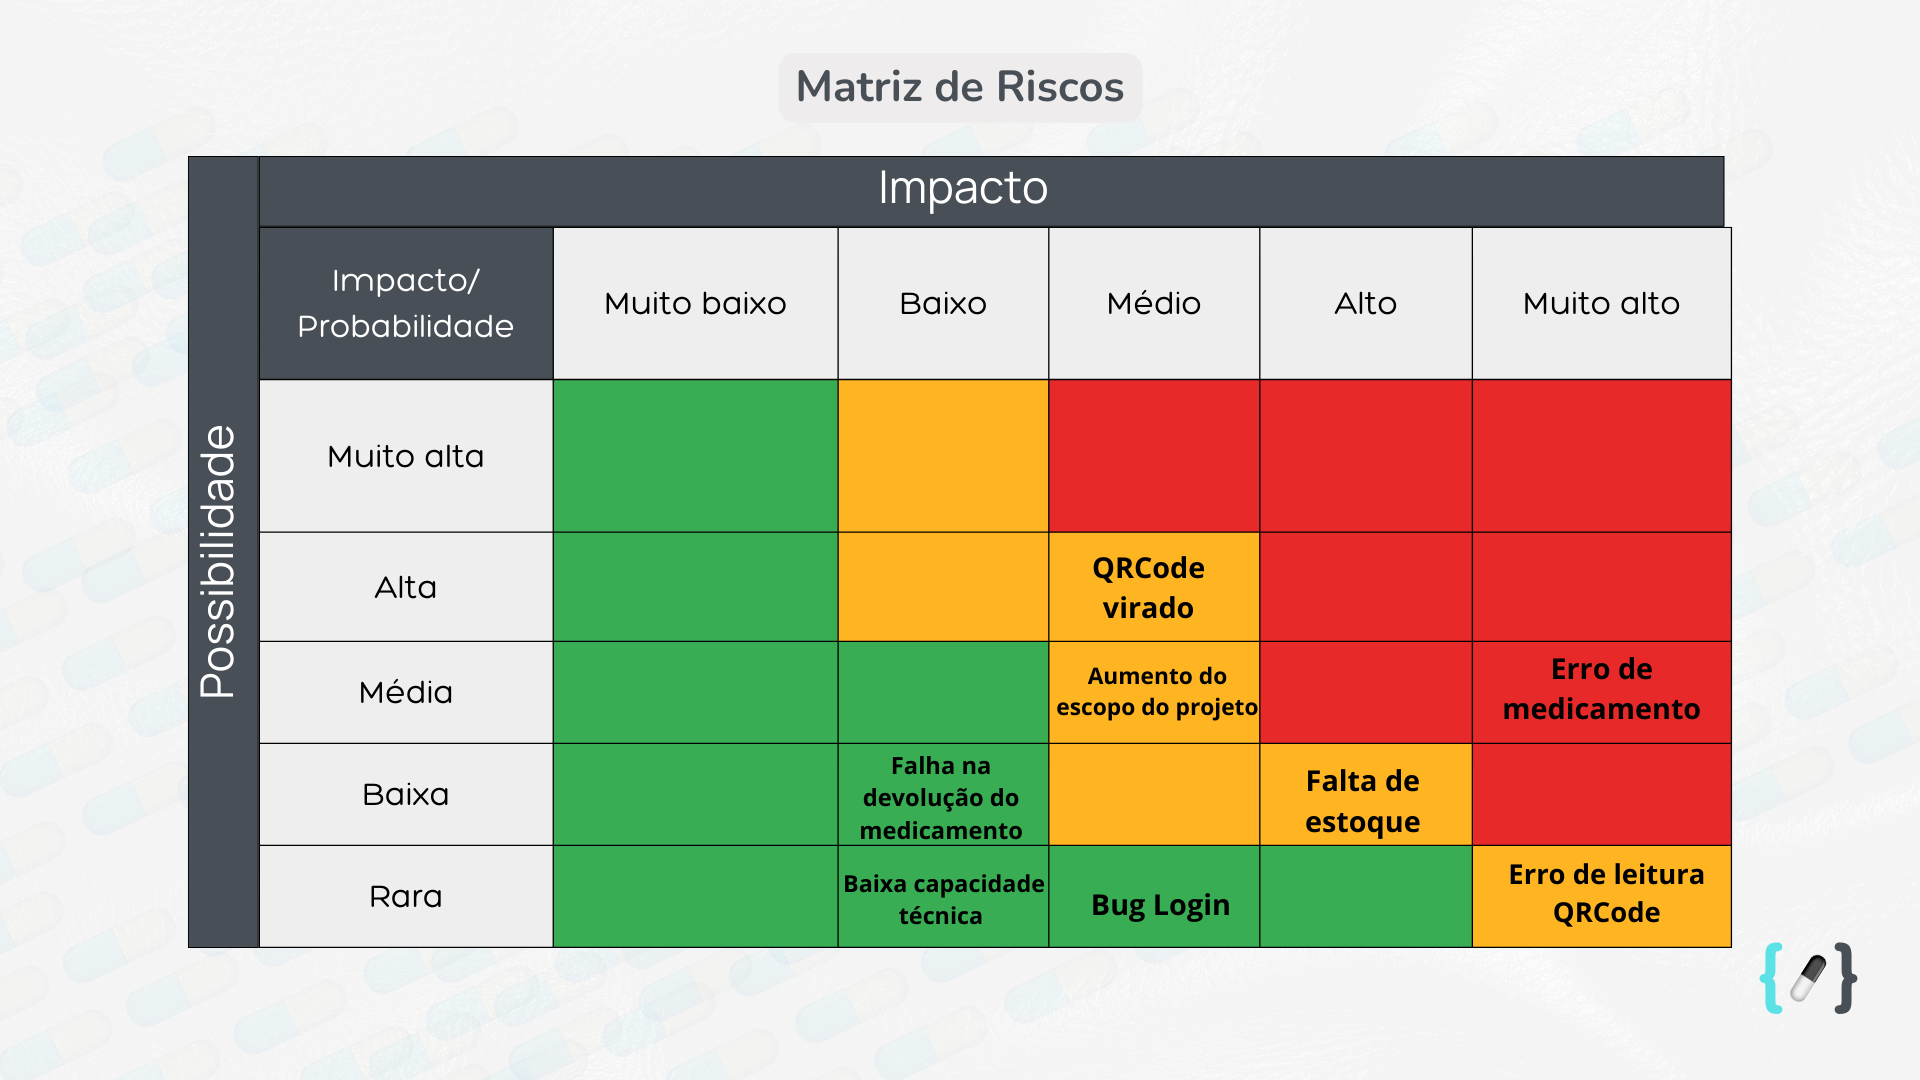 Matriz de Riscos
Impacto
Possibilidade
Impacto/
Probabilidade
Muito baixo
Baixo
Médio
Alto
Muito alto
Muito alta
Alta
QRCode
virado
Média
Aumento do
escopo do projeto
Erro de
medicamento
Baixa
Falha na
devolução do
medicamento
Falta de
estoque
Rara
Baixa capacidade
técnica
Bug Login
Erro de leitura
QRCode